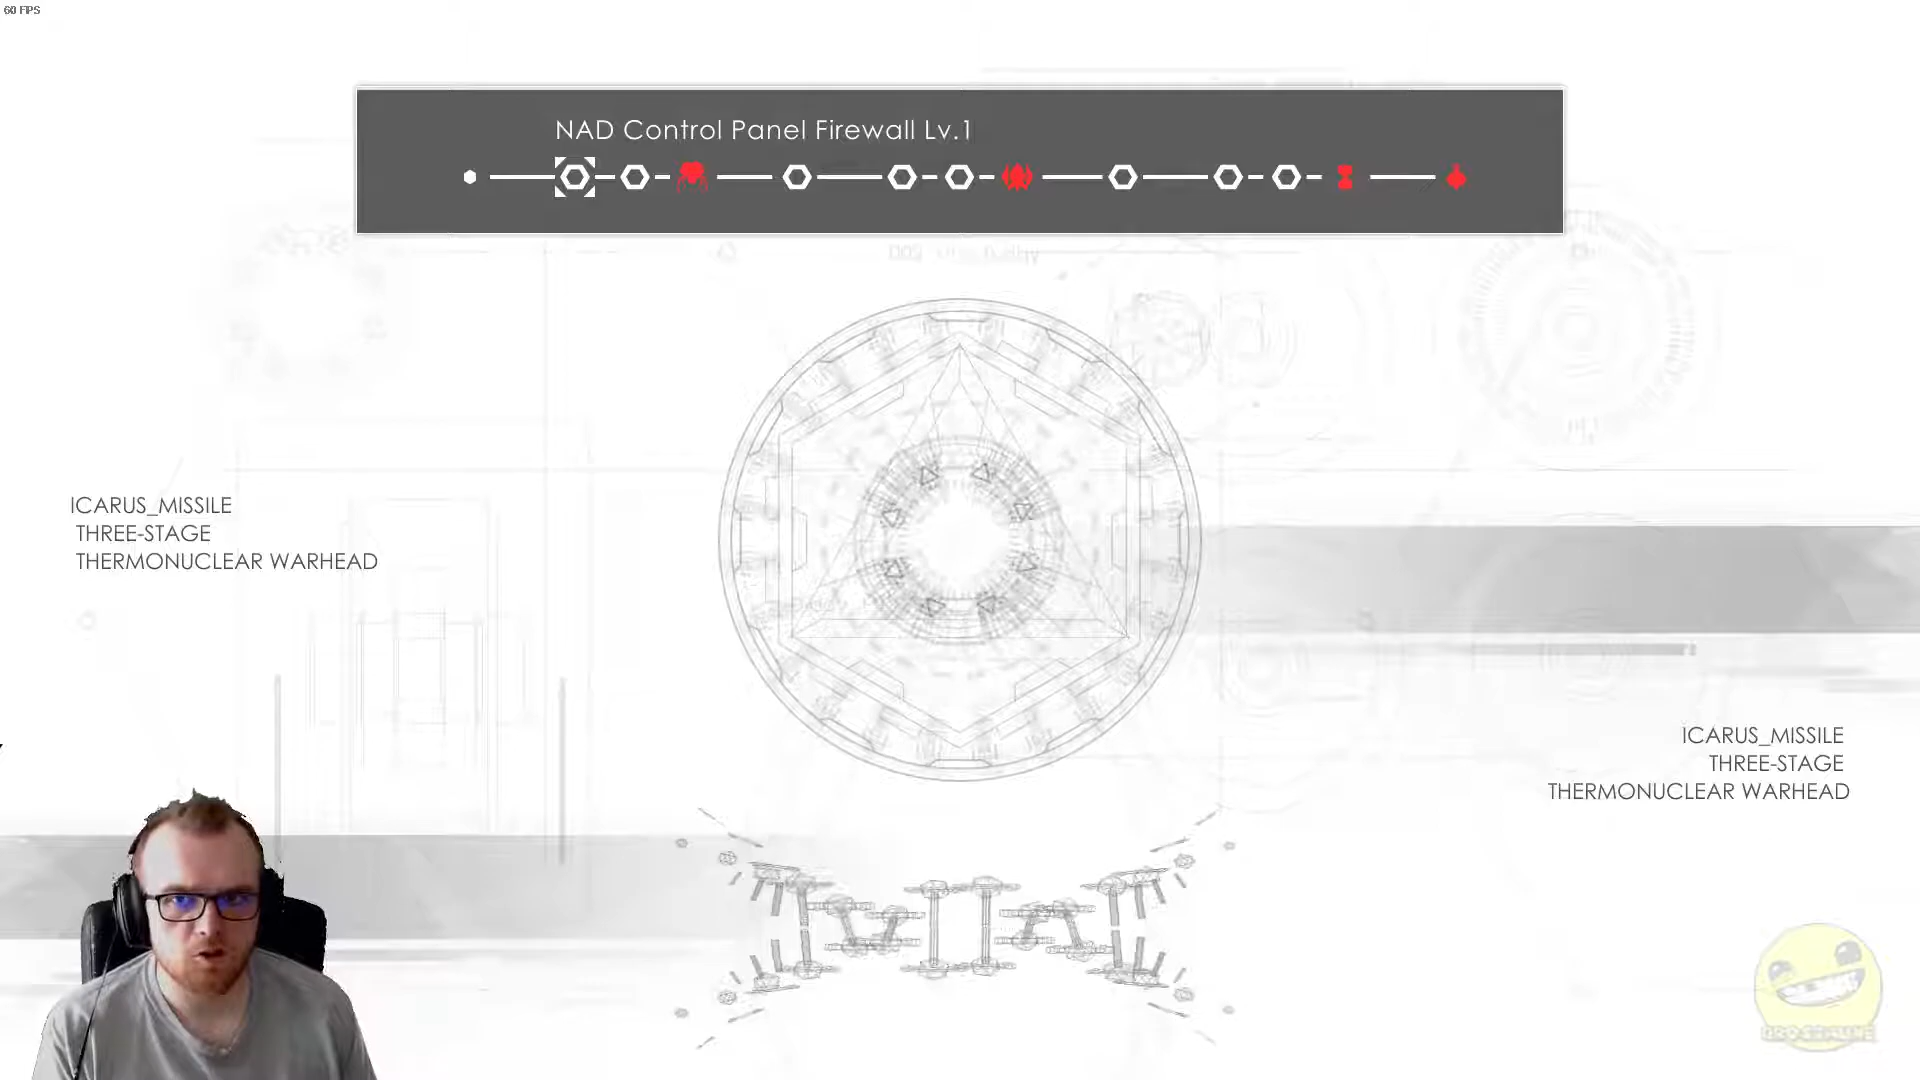 60 FPS
NAD Control Panel Firewall Lv.1
ICARUS_MISSILE
THREE-STAGE
THERMONUCLEAR WARHEAD
ICARUS_MISSILE
THREE-STAGE
THERMONUCLEAR WARHEAD